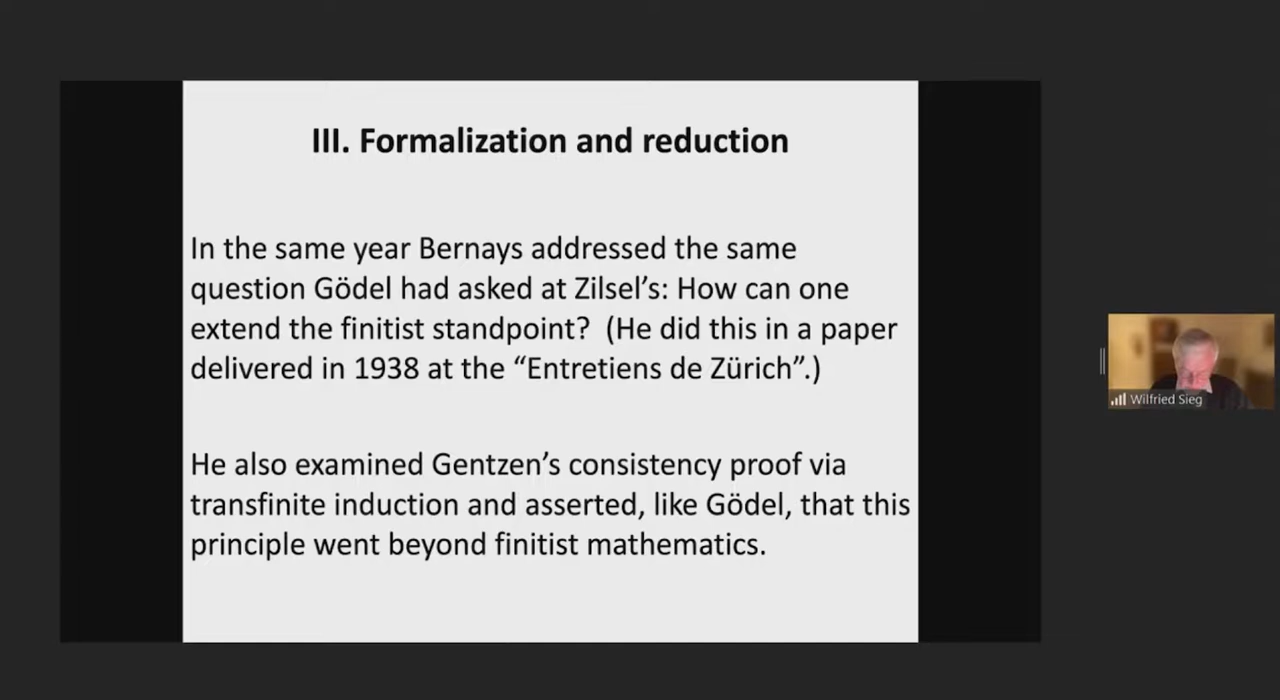 III. Formalization and reduction
In the same year Bernays addressed the same
question Gödel had asked at Zilsel’s: How can one
extend the finitist standpoint?  (He did this in a paper
delivered in 1938 at the “Entretiens de Zürich”.)
He also examined Gentzen’s consistency proof via
transfinite induction and asserted, like Gödel, that this
principle went beyond finitist mathematics.
Wilfried Sieg